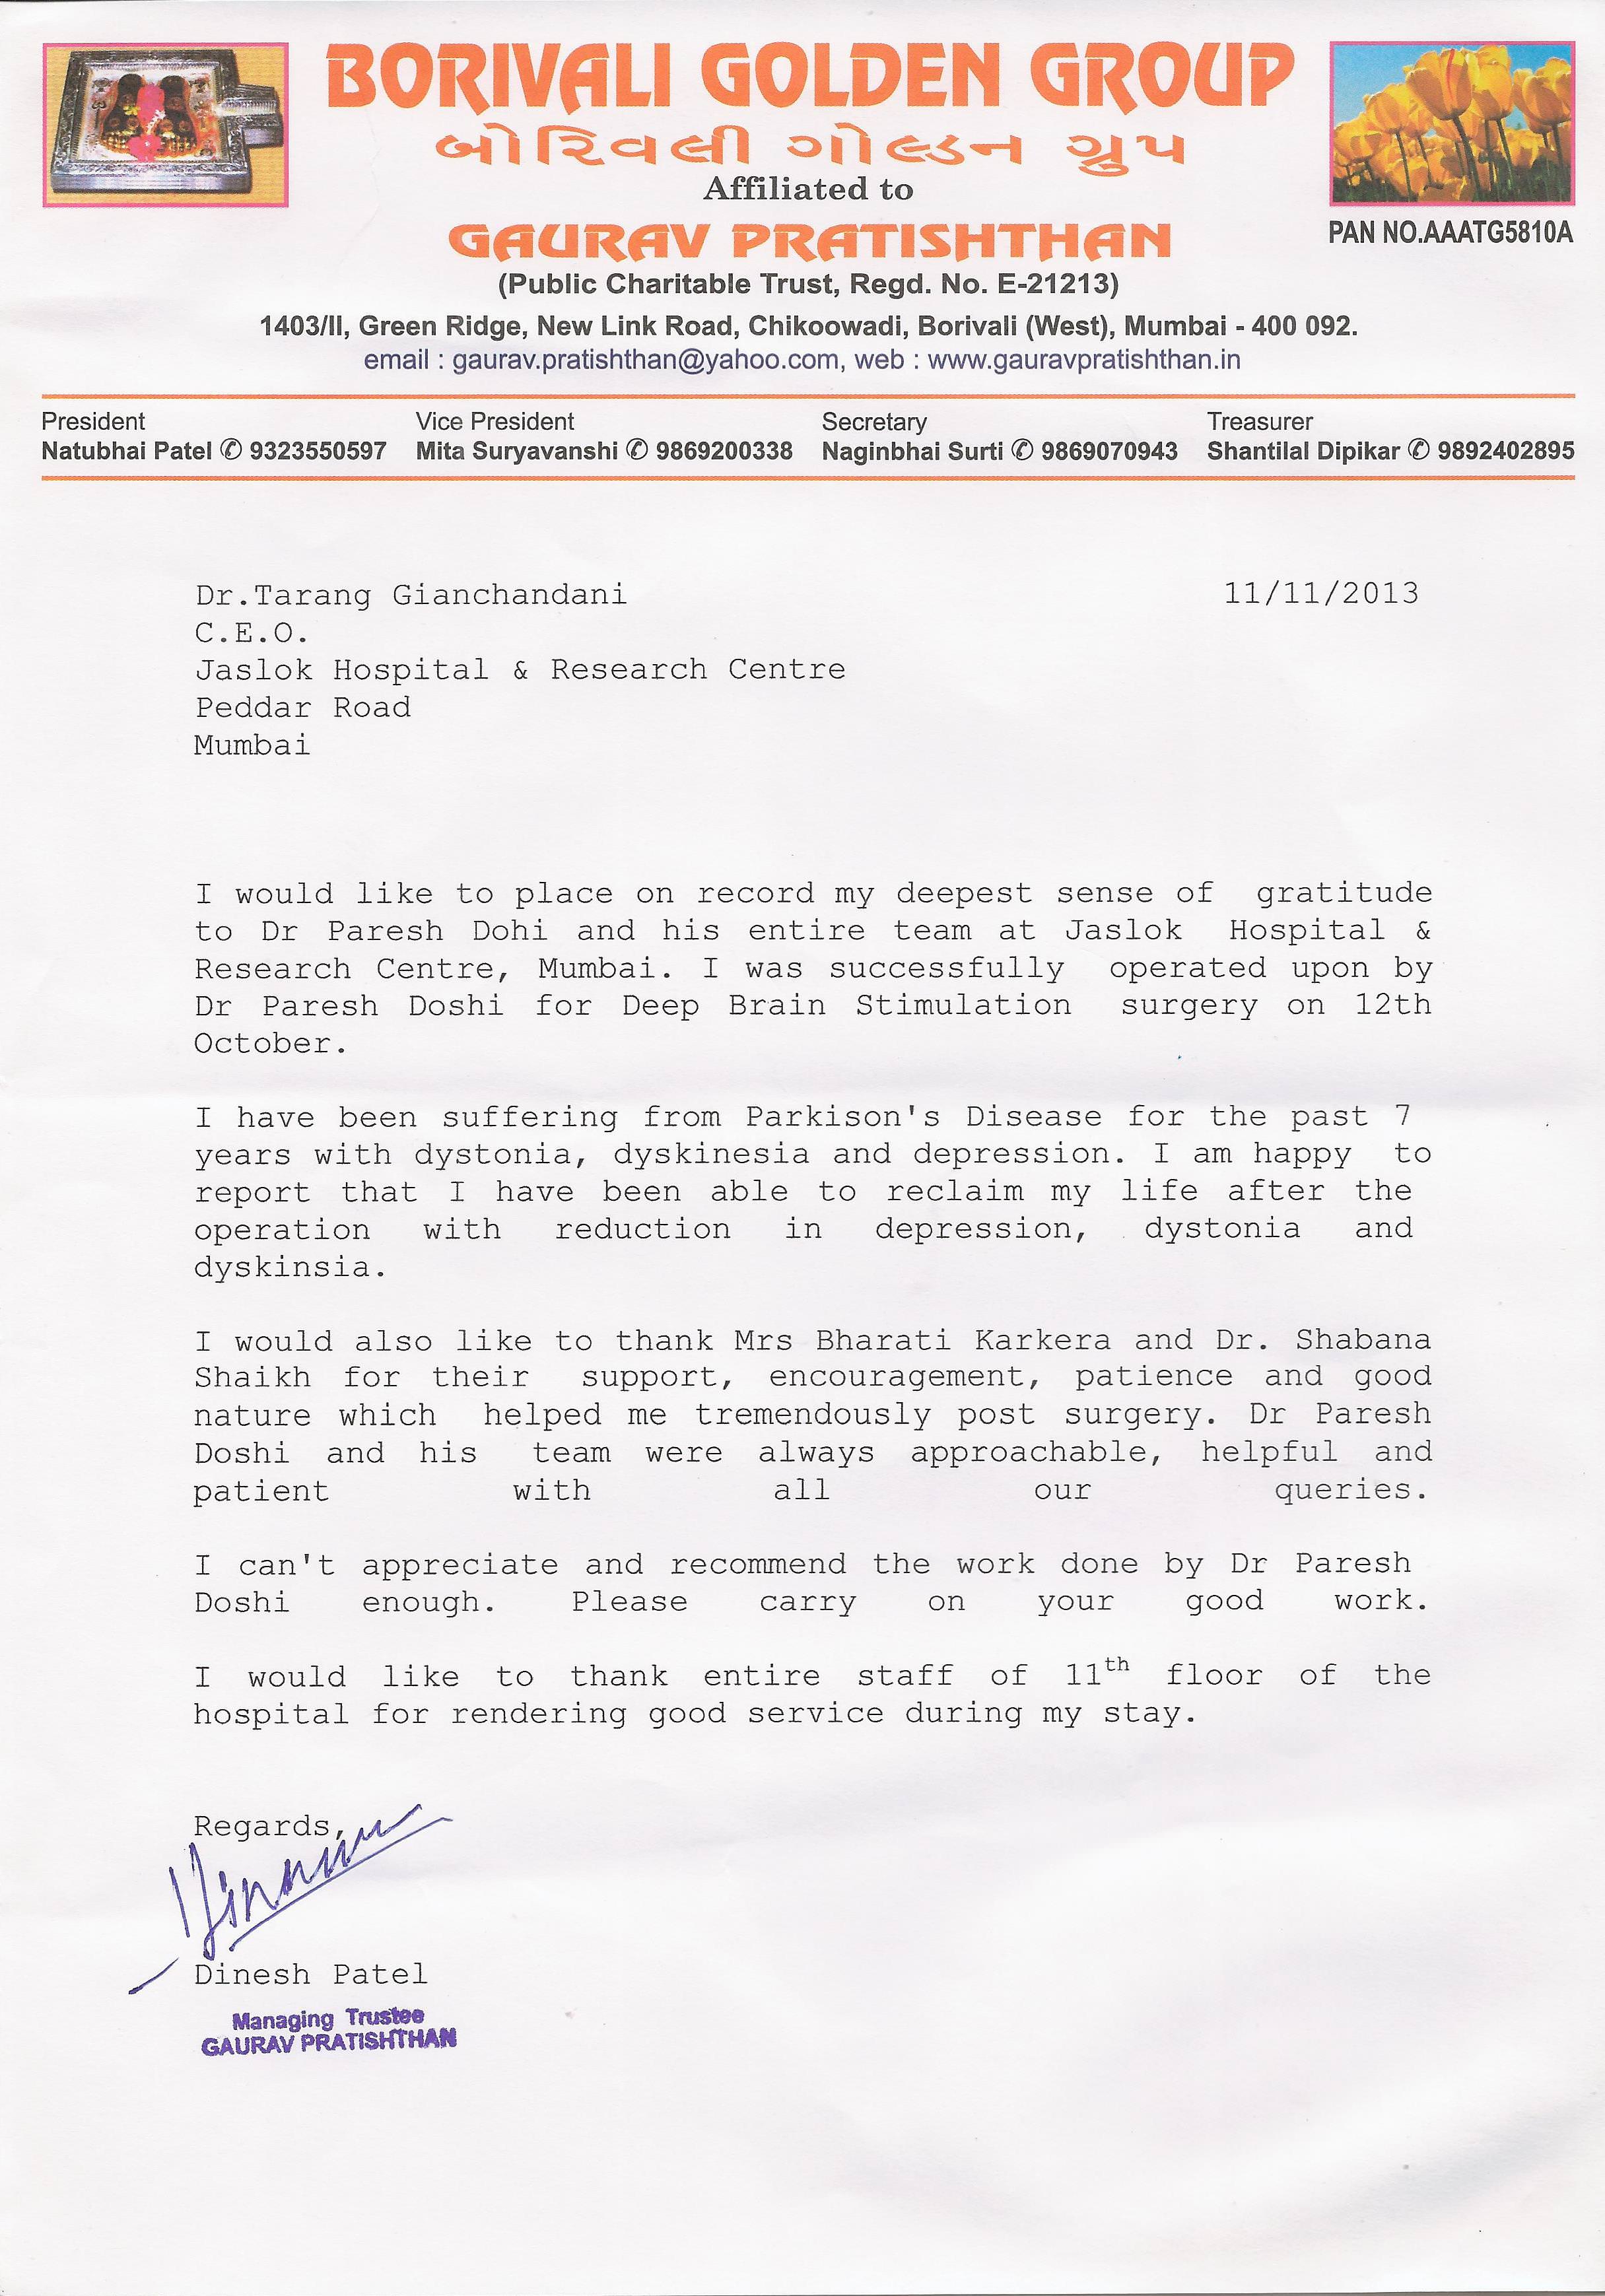 BORIVALI GOLDEN GROUP
બોરિવલી ગોલ્ડન ગ્રુપ
Affiliated to
GAURAV PRATISHTHAN
PAN NO.AAATG5810A
(Public Charitable Trust, Regd. No. E-21213)
1403/II, Green Ridge, New Link Road, Chikoowadi, Borivali (West), Mumbai - 400 092.
email : gaurav.pratishthan@yahoo.com, web : www.gauravpratishthan.in
President Vice President Secretary Treasurer
Natubhai Patel ✆ 9323550597 Mita Suryavanshi ✆ 9869200338 Naginbhai Surti ✆ 9869070943 Shantilal Dipikar ✆ 9892402895
Dr.Tarang Gianchandani 11/11/2013
C.E.O.
Jaslok Hospital & Research Centre
Peddar Road
Mumbai
I would like to place on record my deepest sense of gratitude
to Dr Paresh Dohi and his entire team at Jaslok Hospital &
Research Centre, Mumbai. I was successfully operated upon by
Dr Paresh Doshi for Deep Brain Stimulation surgery on 12th
October.
I have been suffering from Parkison's Disease for the past 7
years with dystonia, dyskinesia and depression. I am happy to
report that I have been able to reclaim my life after the
operation with reduction in depression, dystonia and
dyskinsia.
I would also like to thank Mrs Bharati Karkera and Dr. Shabana
Shaikh for their support, encouragement, patience and good
nature which helped me tremendously post surgery. Dr Paresh
Doshi and his team were always approachable, helpful and
patient with all our queries.
I can't appreciate and recommend the work done by Dr Paresh
Doshi enough. Please carry on your good work.
I would like to thank entire staff of 11th floor of the
hospital for rendering good service during my stay.
Regards,
Dinesh Patel
Managing Trustee
GAURAV PRATISHTHAN